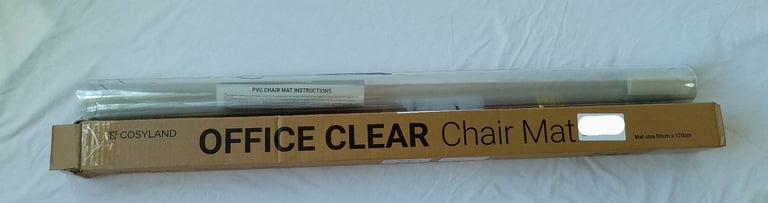 PVC CHAIR MAT INSTRUCTIONS
COSYLAND
OFFICE CLEAR Chair Mat
Mat size 90cm x 120cm